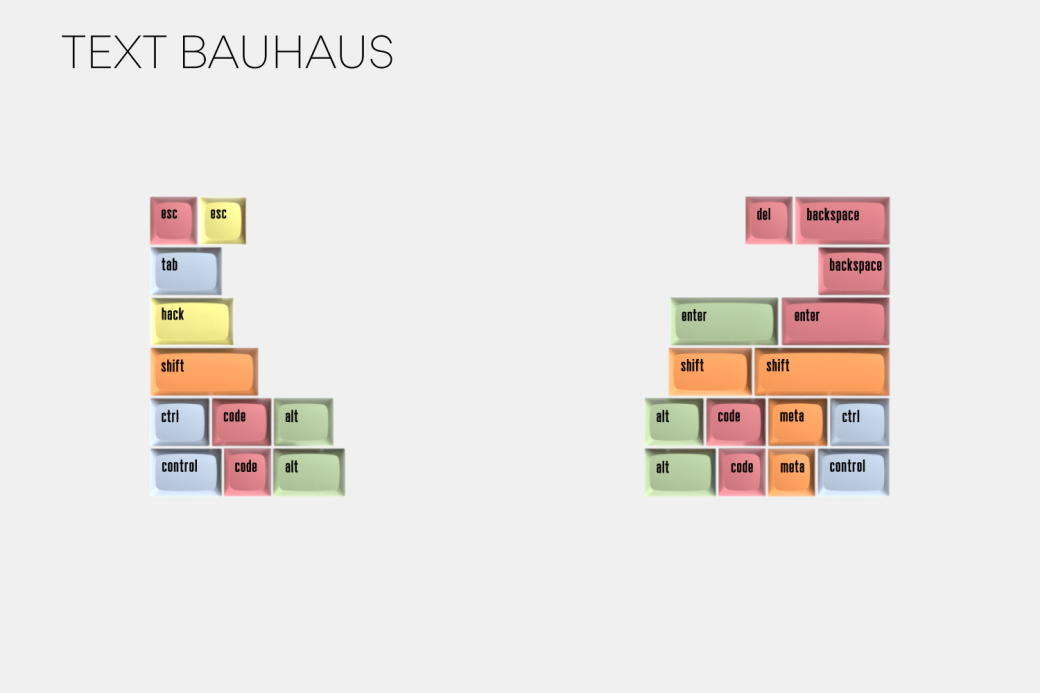 TEXT BAUHAUS
esc esc del backspace
tab backspace
hack enter enter
shift shift shift
ctrl code alt alt code meta ctrl
control code alt alt code meta control